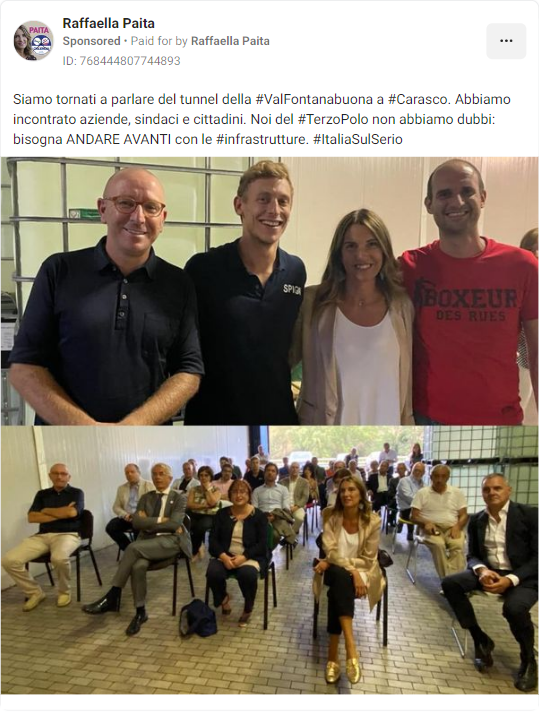 Raffaella Paita
Sponsored • Paid for by Raffaella Paita
ID: 768444807744893
Siamo tornati a parlare del tunnel della #ValFontanabuona a #Carasco. Abbiamo
incontrato aziende, sindaci e cittadini. Noi del #TerzoPolo non abbiamo dubbi:
bisogna ANDARE AVANTI con le #infrastrutture. #ItaliaSulSerio
PAITA
BOXEUR
DES RUES